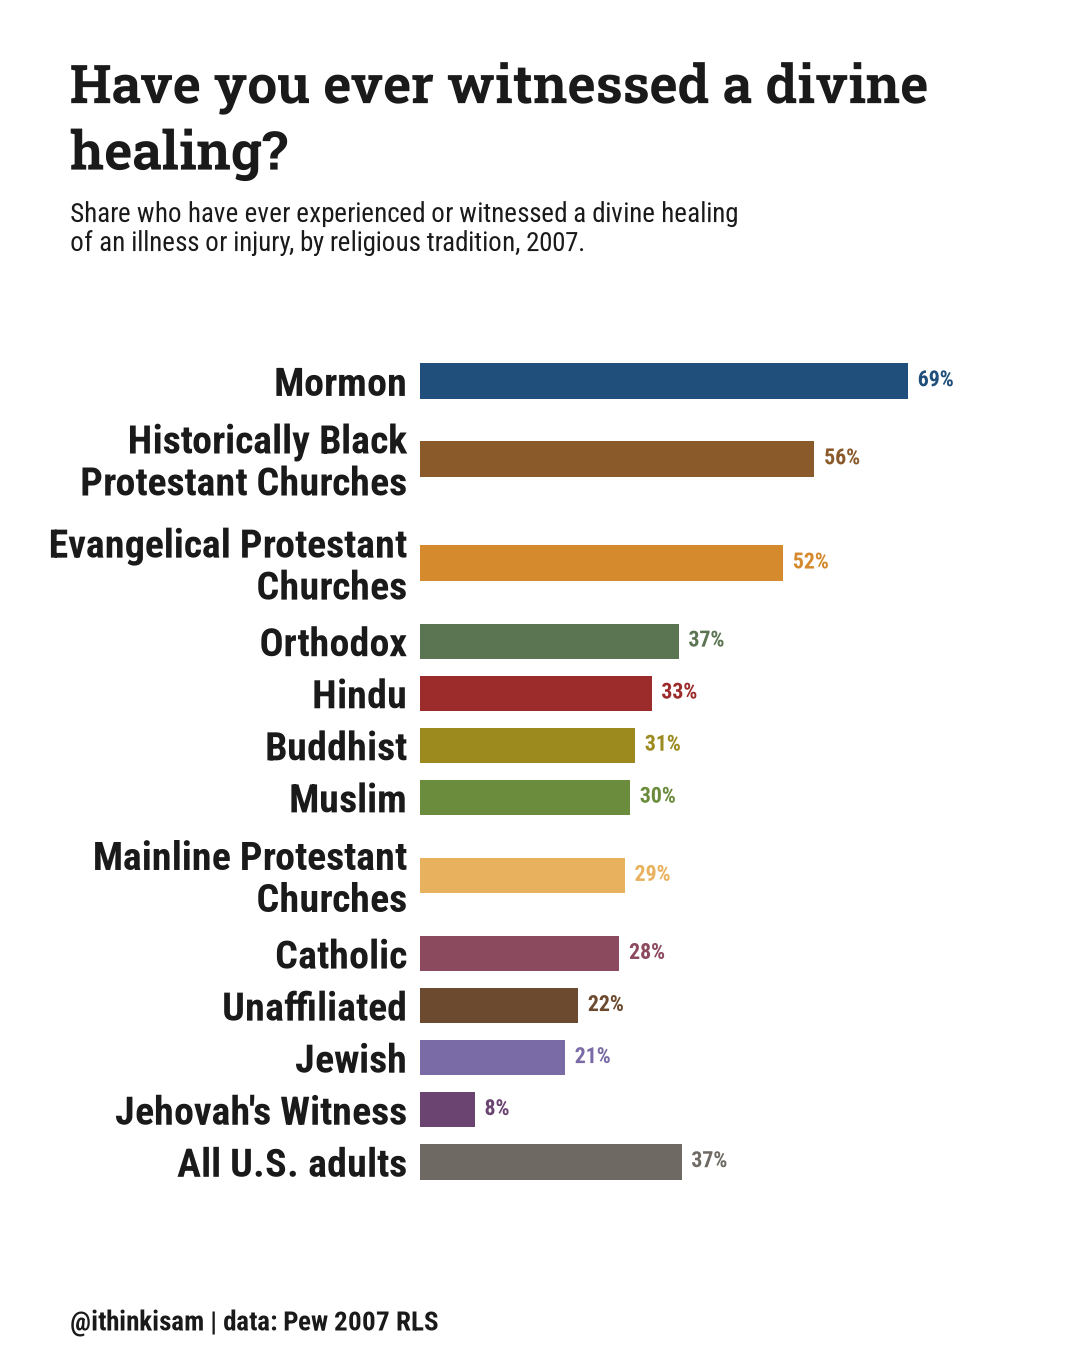 Have you ever witnessed a divine
healing?
Share who have ever experienced or witnessed a divine healing
of an illness or injury, by religious tradition, 2007.
Mormon 69%
Historically Black
Protestant Churches 56%
Evangelical Protestant
Churches 52%
Orthodox 37%
Hindu 33%
Buddhist 31%
Muslim 30%
Mainline Protestant
Churches 29%
Catholic 28%
Unaffiliated 22%
Jewish 21%
Jehovah's Witness 8%
All U.S. adults 37%
@ithinkisam | data: Pew 2007 RLS